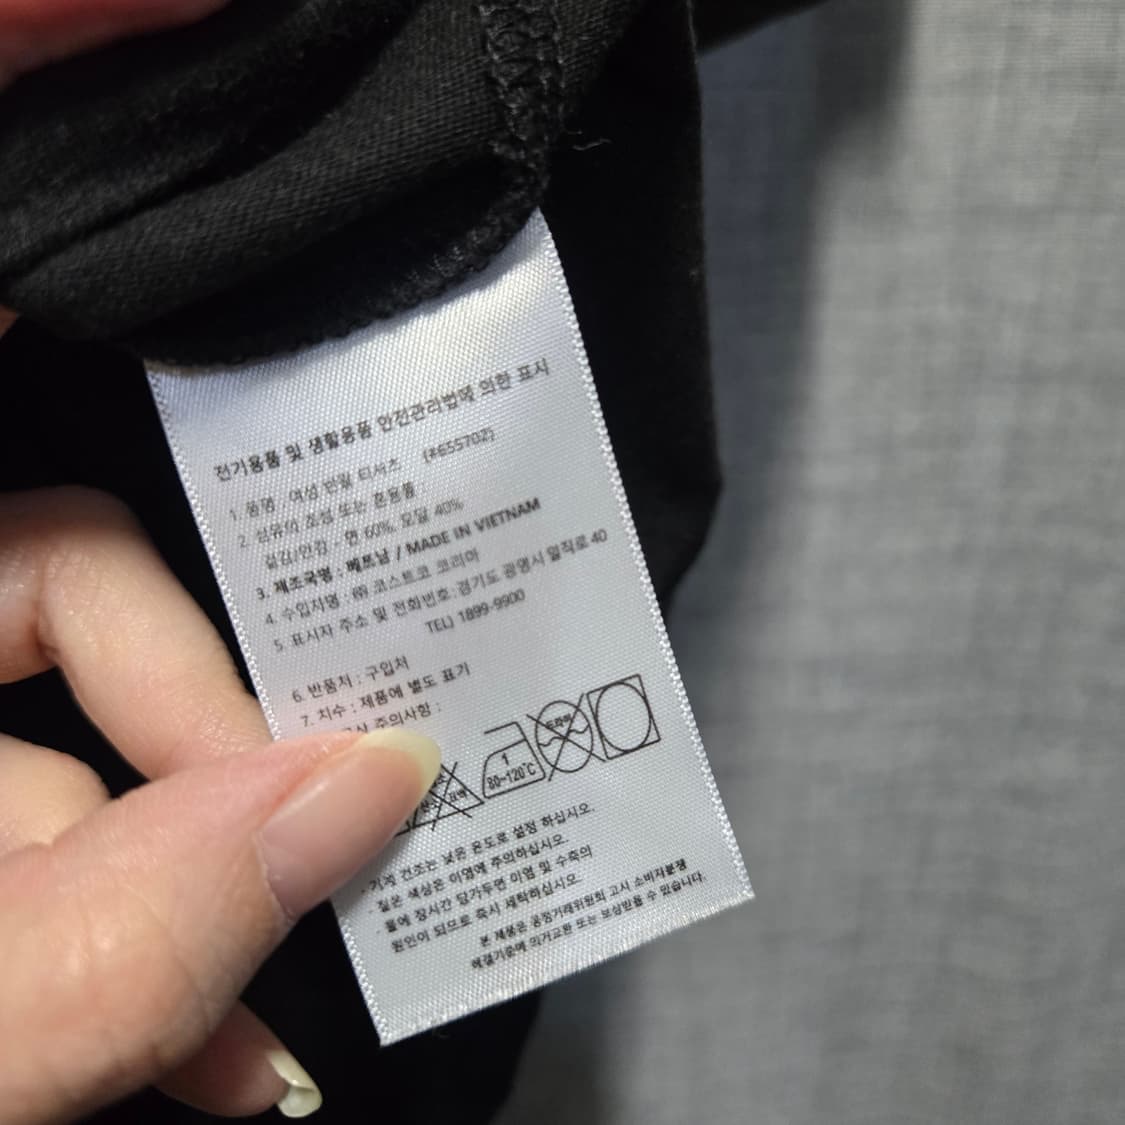 전기용품 및 생활용품 안전관리법에 의한 표시
1. 품명 여성 반팔 티셔츠 (#655702)
2. 섬유의 조성 또는 혼용률
겉감/안감 : 면 60%, 모달 40%
3. 제조국명 : 베트남 / MADE IN VIETNAM
4. 수입자명 : ㈜ 코스트코 코리아
5. 표시자 주소 및 전화번호: 경기도 광명시 일직로 40
TEL) 1899-9900
6. 반품처 : 구입처
7. 치수 : 제품에 별도 표기
주의사항 :
1 드라이
80~120℃
표백
- 기계 건조는 낮은 온도로 설정 하십시오.
- 짙은 색상은 이염에 주의하십시오.
- 물에 장시간 담가두면 이염 및 수축의
원인이 되므로 즉시 세탁하십시오.
본 제품은 공정거래위원회 고시 소비자분쟁
해결기준에 의거교환 또는 보상받을 수 있습니다.